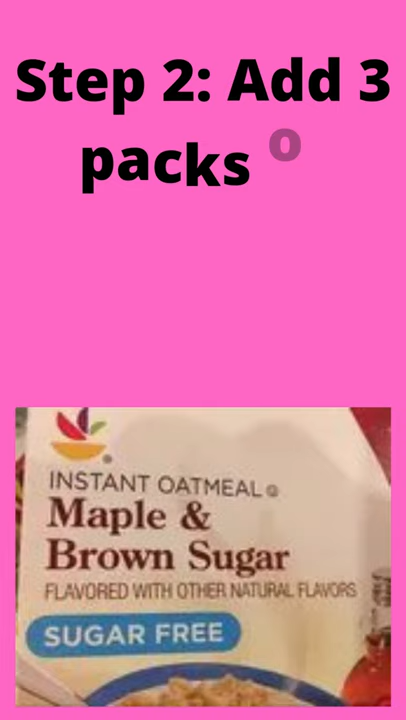 Step 2: Add 3
packs o
INSTANT OATMEAL
Maple &
Brown Sugar
FLAVORED WITH OTHER NATURAL FLAVORS
SUGAR FREE